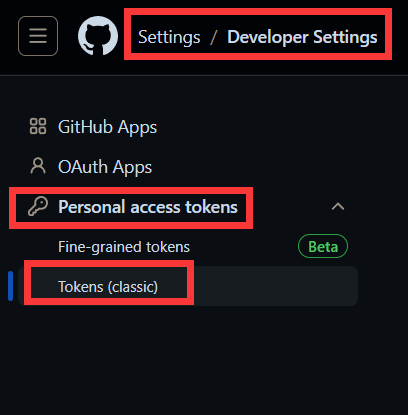 Settings / Developer Settings
GitHub Apps
OAuth Apps
Personal access tokens
Fine-grained tokens Beta
Tokens (classic)